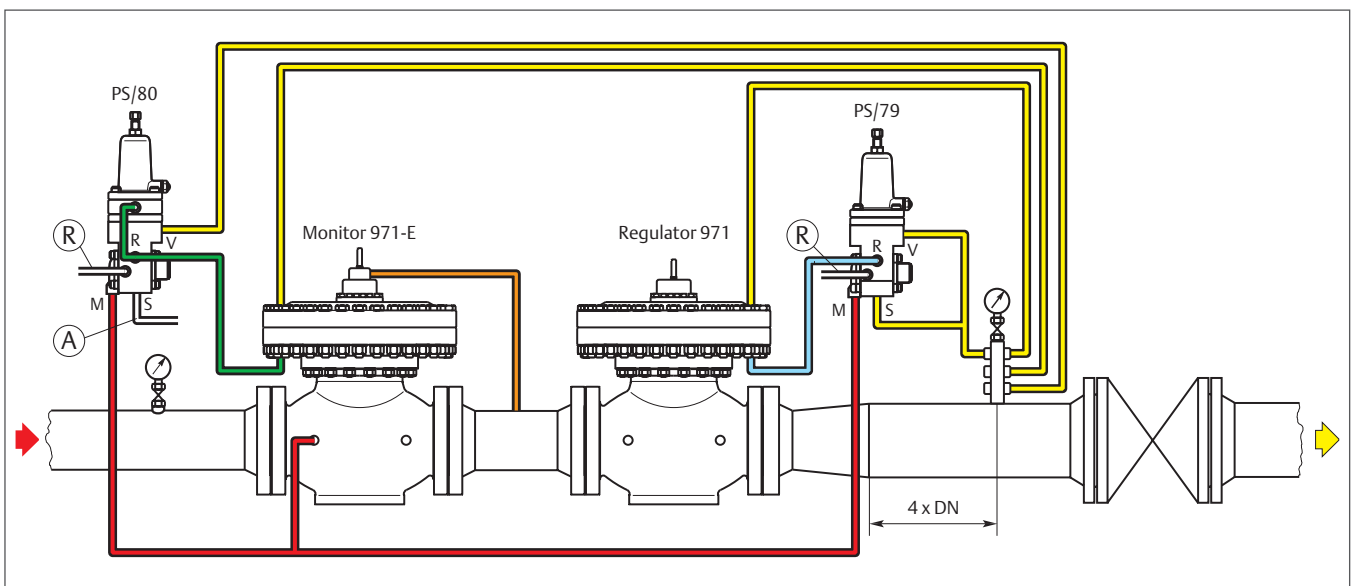 PS/80
PS/79
Monitor 971-E
Regulator 971
R
R
V
M
S
A
R
R
V
M
S
4 x DN